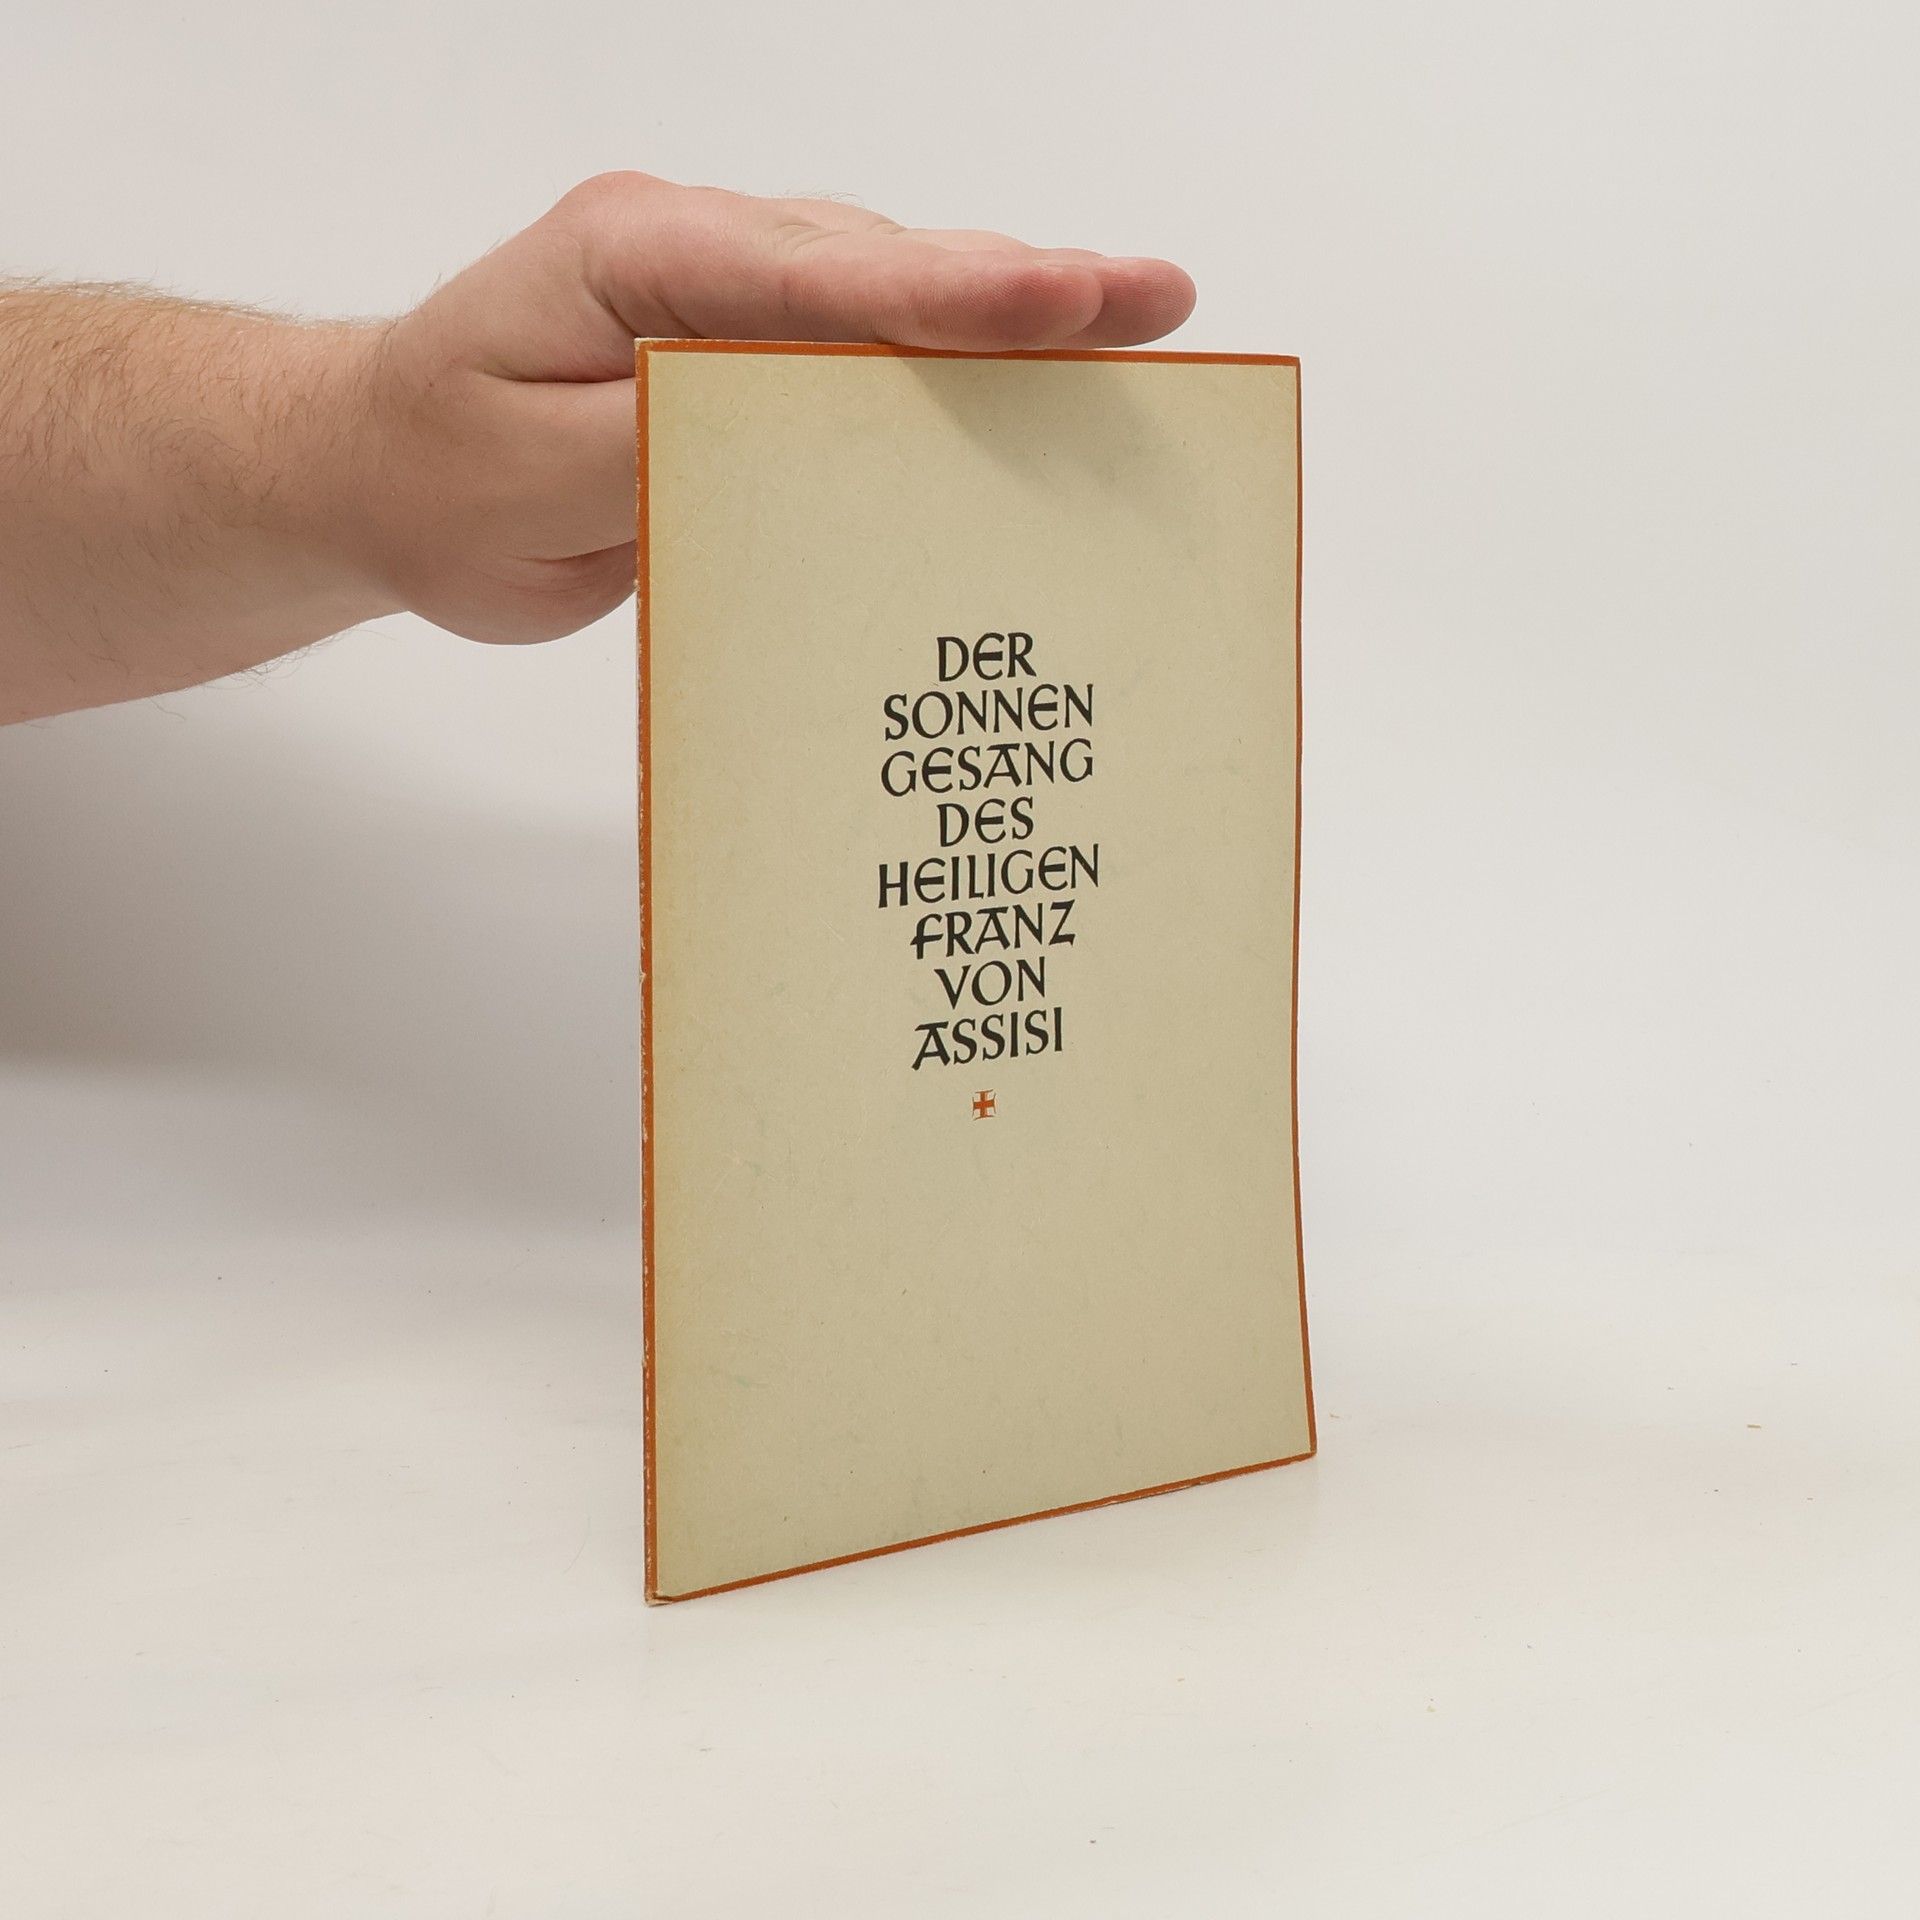 DER
SONNEN
GESANG
DES
HEILIGEN
FRANZ
VON
ASSISI